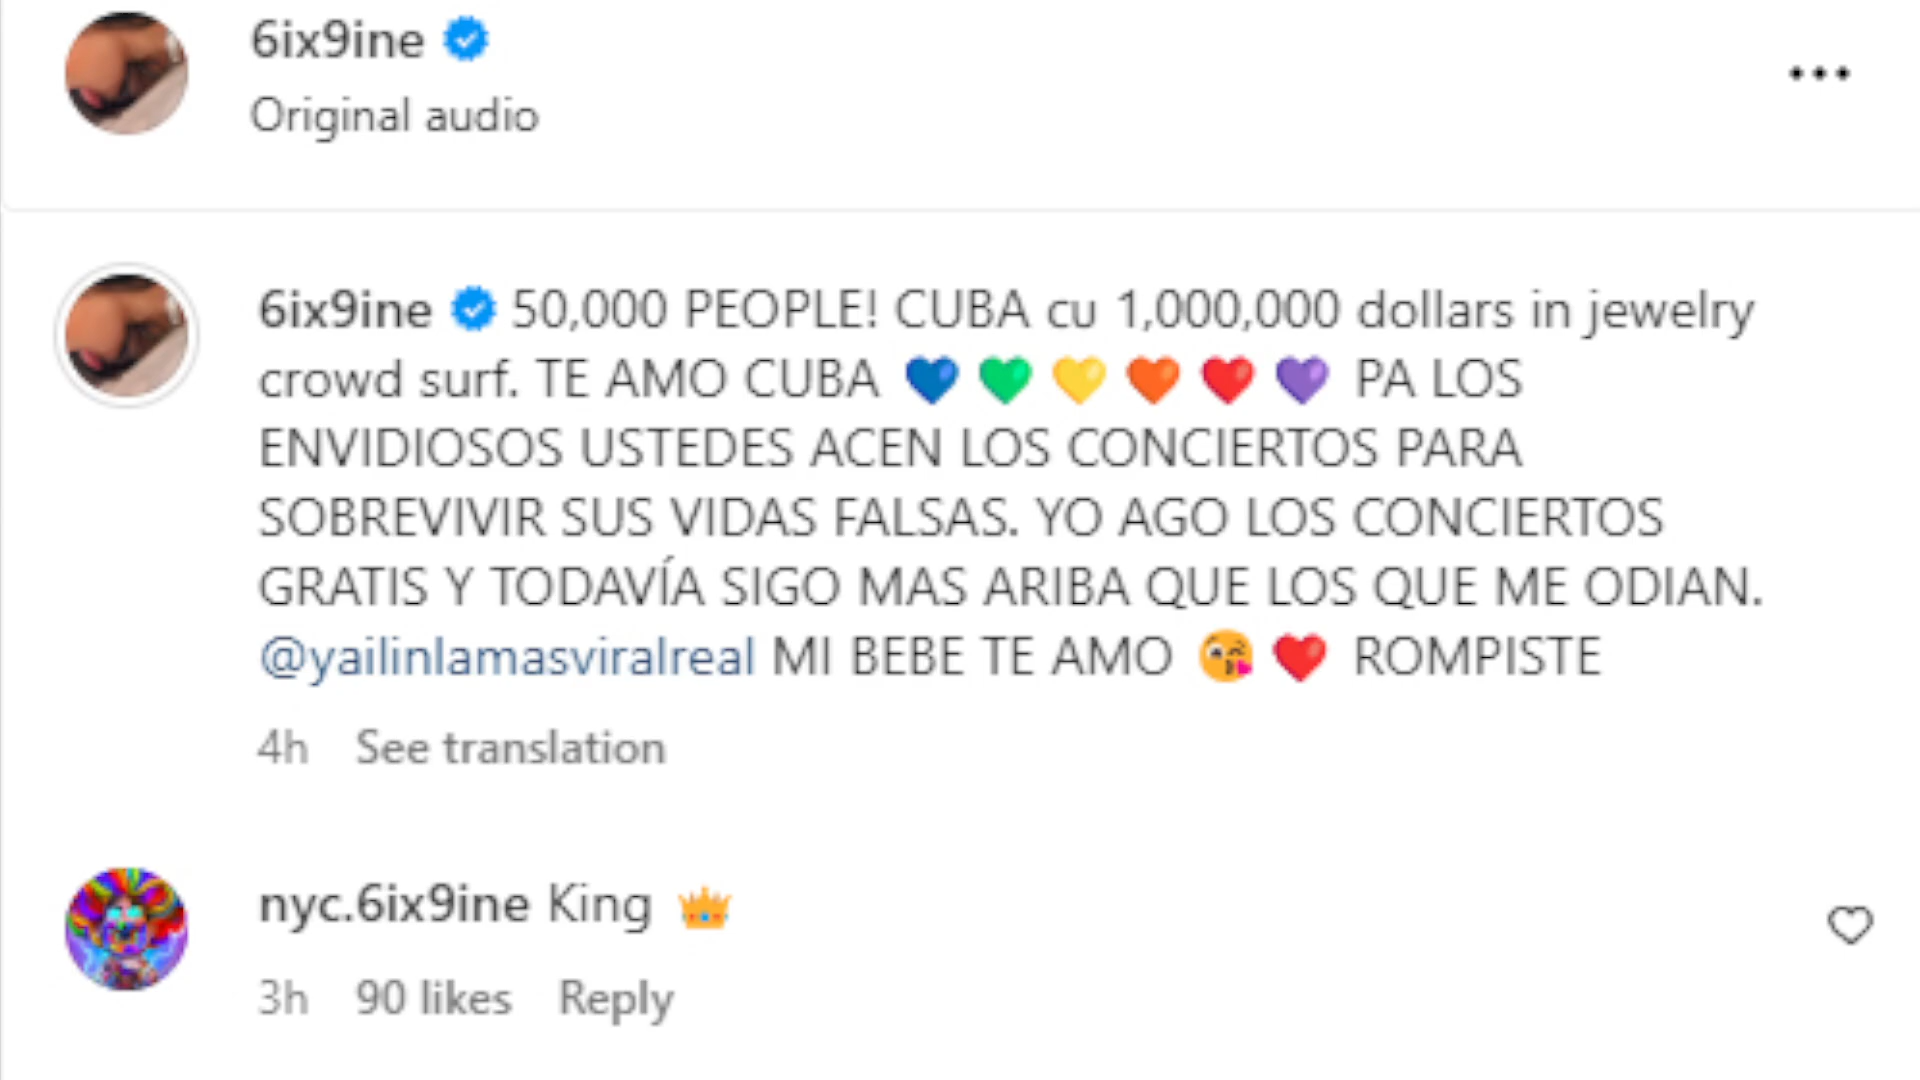 6ix9ine
Original audio
6ix9ine 50,000 PEOPLE! CUBA cu 1,000,000 dollars in jewelry
crowd surf. TE AMO CUBA 💙 💚 💛 🧡 ❤️ 💜 PA LOS
ENVIDIOSOS USTEDES ACEN LOS CONCIERTOS PARA
SOBREVIVIR SUS VIDAS FALSAS. YO AGO LOS CONCIERTOS
GRATIS Y TODAVÍA SIGO MAS ARIBA QUE LOS QUE ME ODIAN.
@yailinlamasviralreal MI BEBE TE AMO 😘 ❤️ ROMPISTE
4h See translation
nyc.6ix9ine King 👑
3h 90 likes Reply